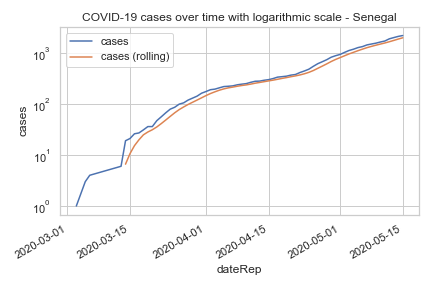 COVID-19 cases over time with logarithmic scale - Senegal
cases
cases (rolling)
10³
10²
10¹
10⁰
cases
2020-03-01
2020-03-15
2020-04-01
2020-04-15
2020-05-01
2020-05-15
dateRep